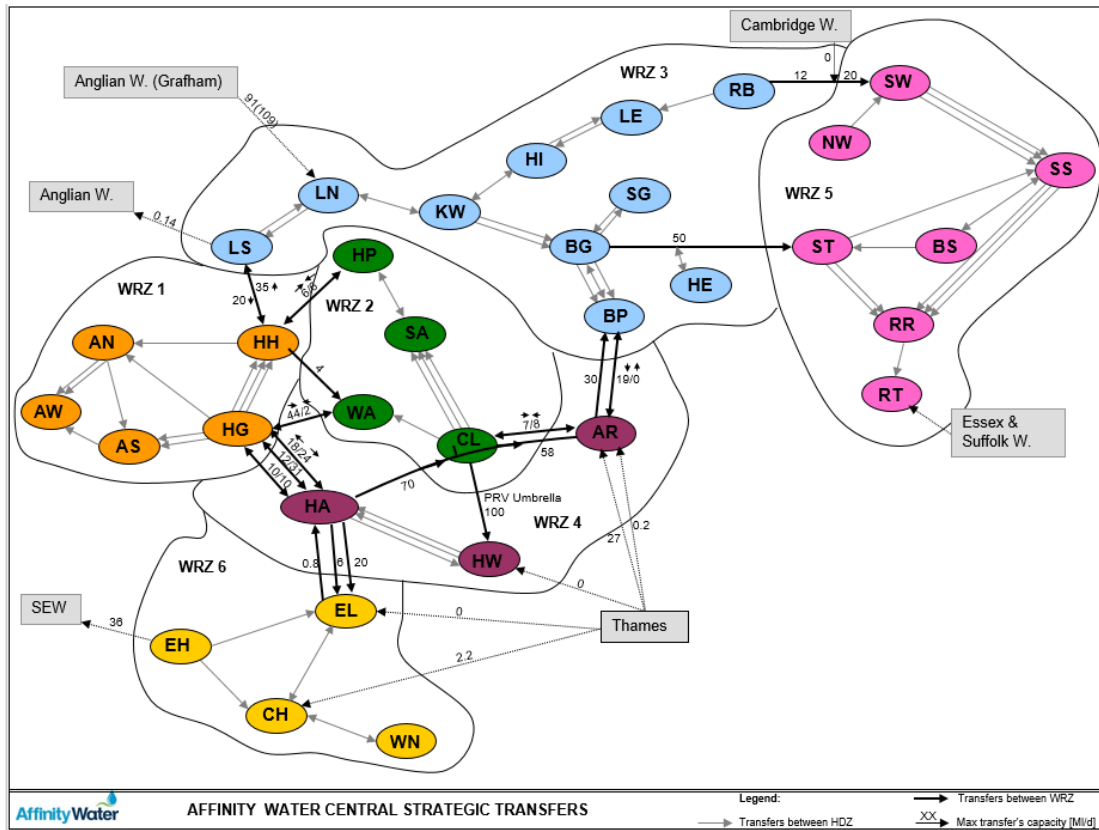 Cambridge W.
0
Anglian W. (Grafham)
91(109)
WRZ 3
RB
12
20
SW
LE
NW
HI
SS
Anglian W.
0.14
LN
SG
WRZ 5
KW
LS
BG
50
ST
BS
HP
HE
35
20
6/8
WRZ 1
WRZ 2
BP
RR
AN
HH
SA
30
19/0
RT
4
AW
44/2
WA
7/8
AR
Essex &
Suffolk W.
AS
HG
CL
58
18/24
12/31
10/10
70
HA
PRV Umbrella
100
WRZ 4
27
0.2
HW
WRZ 6
0.8
6
20
0
SEW
36
EL
0
Thames
EH
2.2
CH
WN
AffinityWater
AFFINITY WATER CENTRAL STRATEGIC TRANSFERS
Legend:
Transfers between WRZ
Transfers between HDZ
XX
Max transfer's capacity [Ml/d]